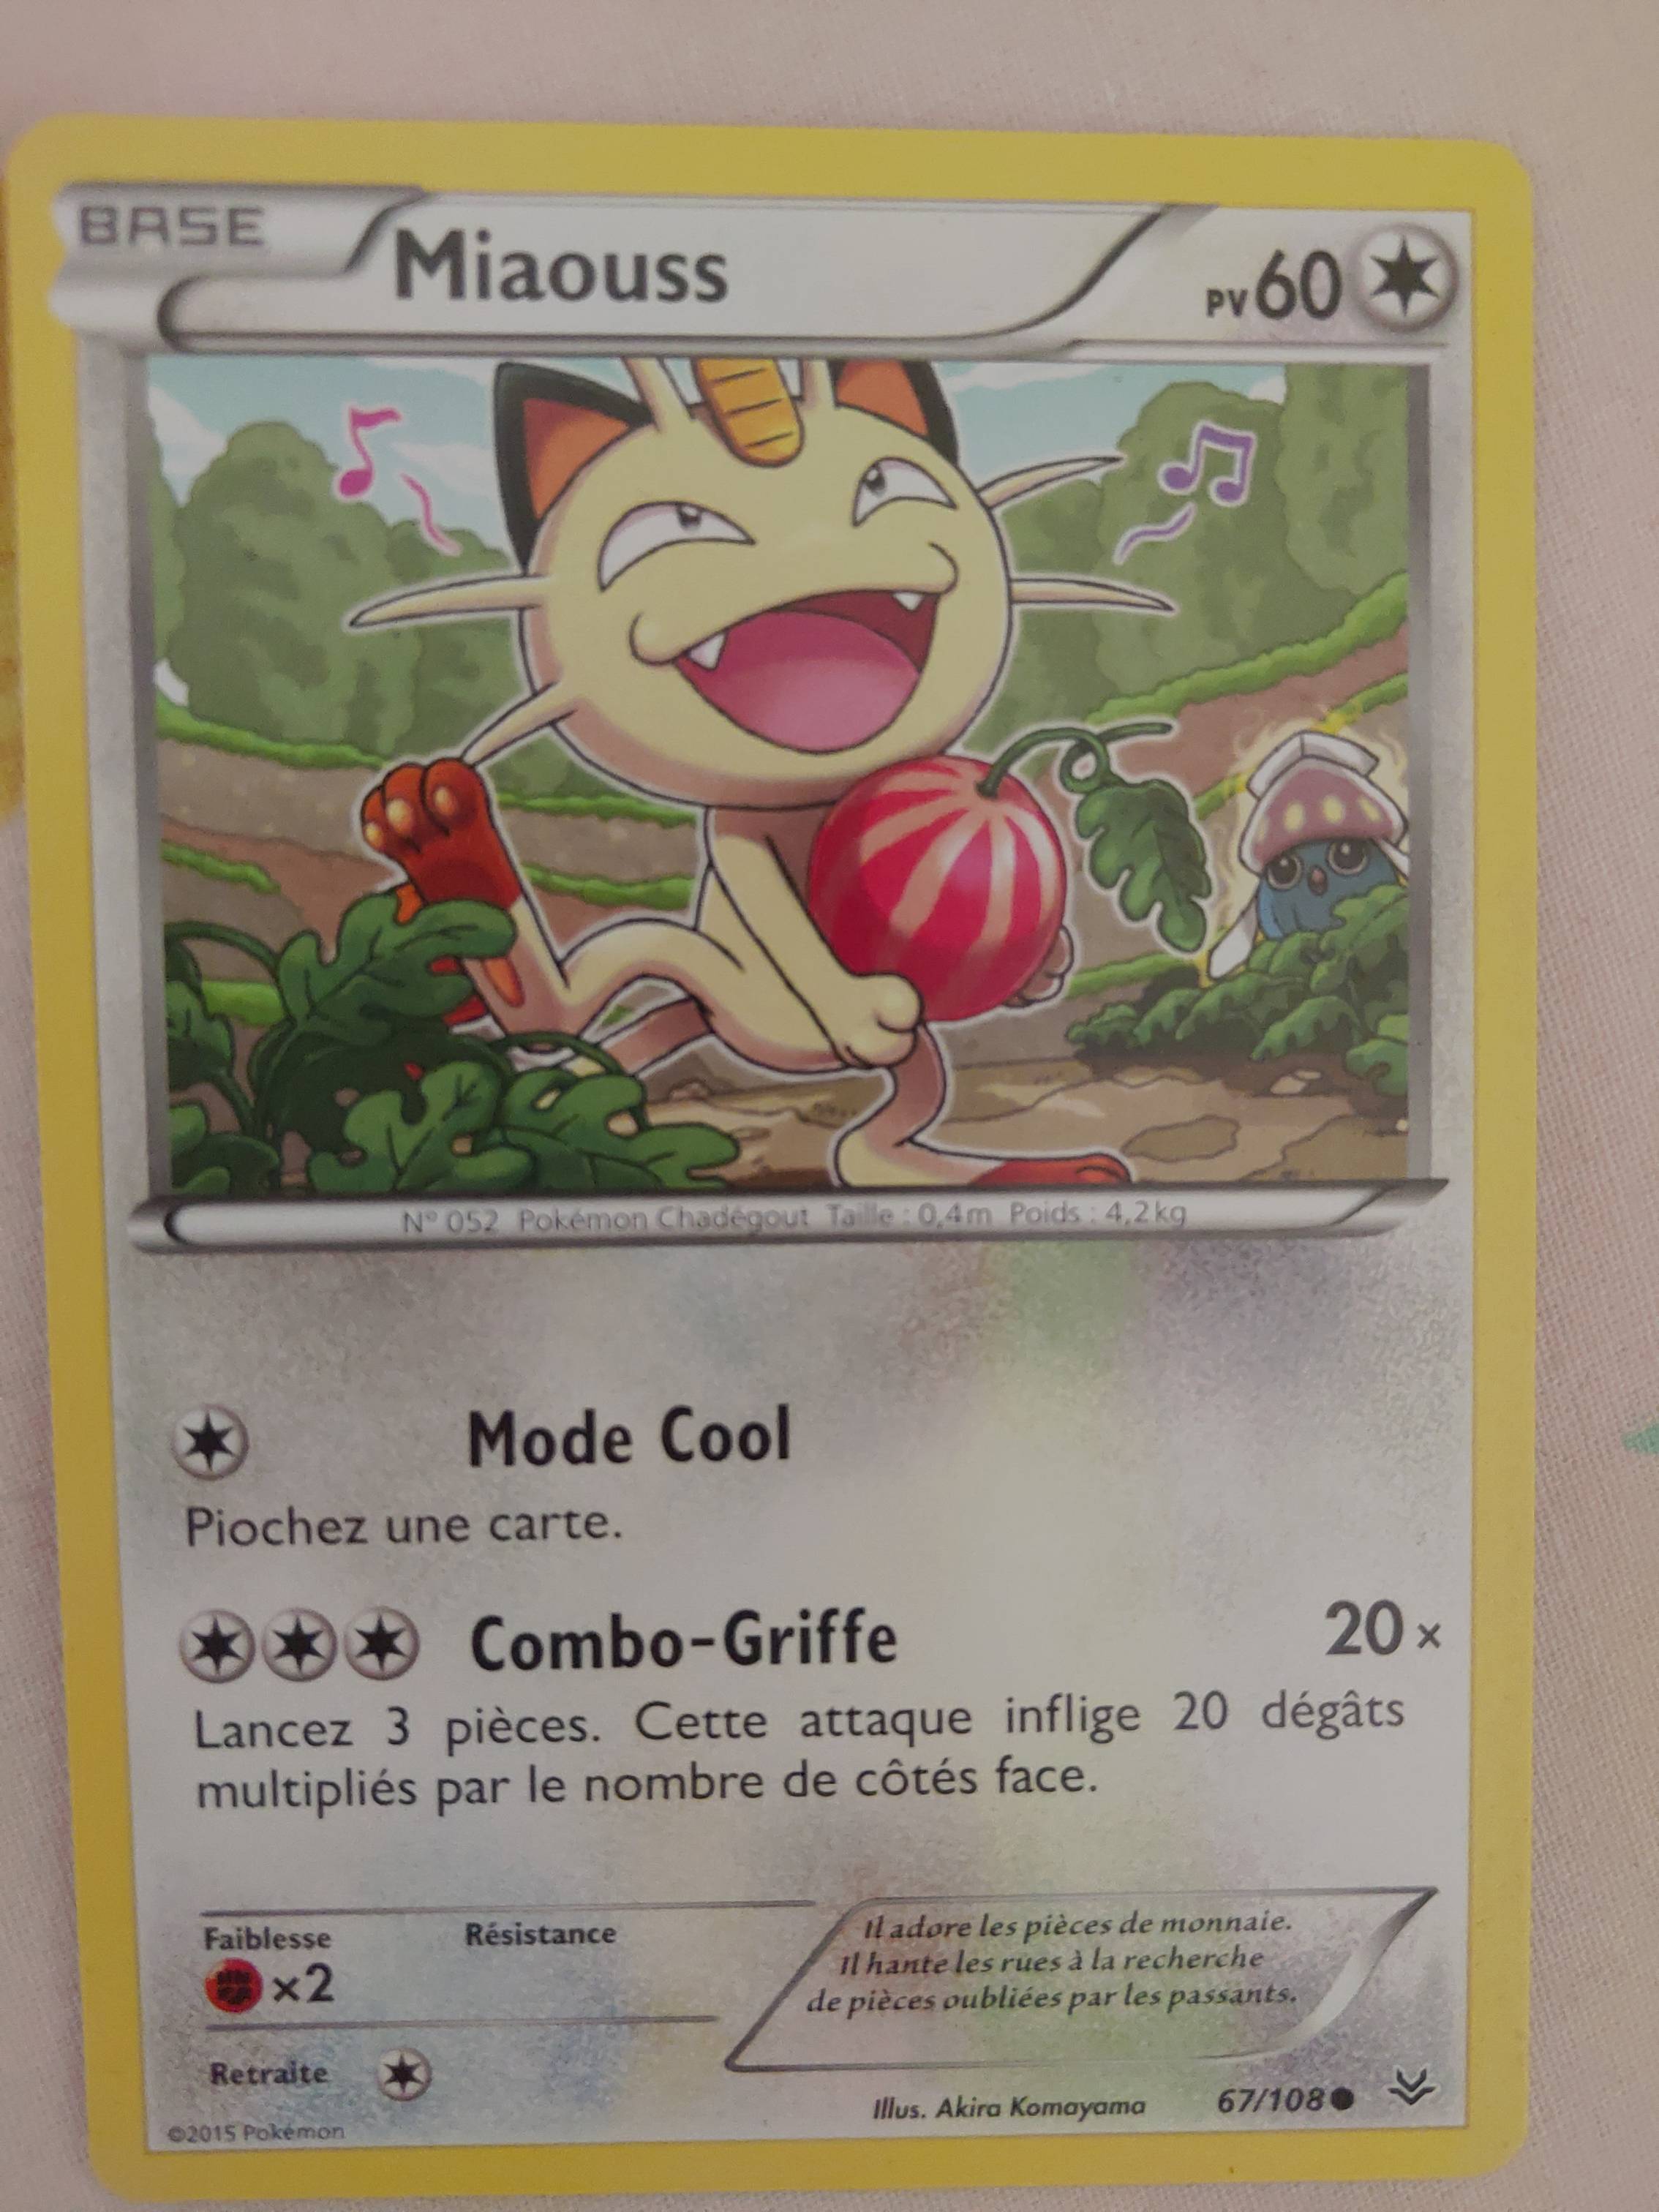 BASE
Miaouss
PV 60
N° 052 Pokémon Chadégout Taille : 0,4m Poids : 4,2kg
Mode Cool
Piochez une carte.
Combo-Griffe 20×
Lancez 3 pièces. Cette attaque inflige 20 dégâts
multipliés par le nombre de côtés face.
Faiblesse Résistance
×2
Il adore les pièces de monnaie.
Il hante les rues à la recherche
de pièces oubliées par les passants.
Retraite
Illus. Akira Komayama 67/108
©2015 Pokémon